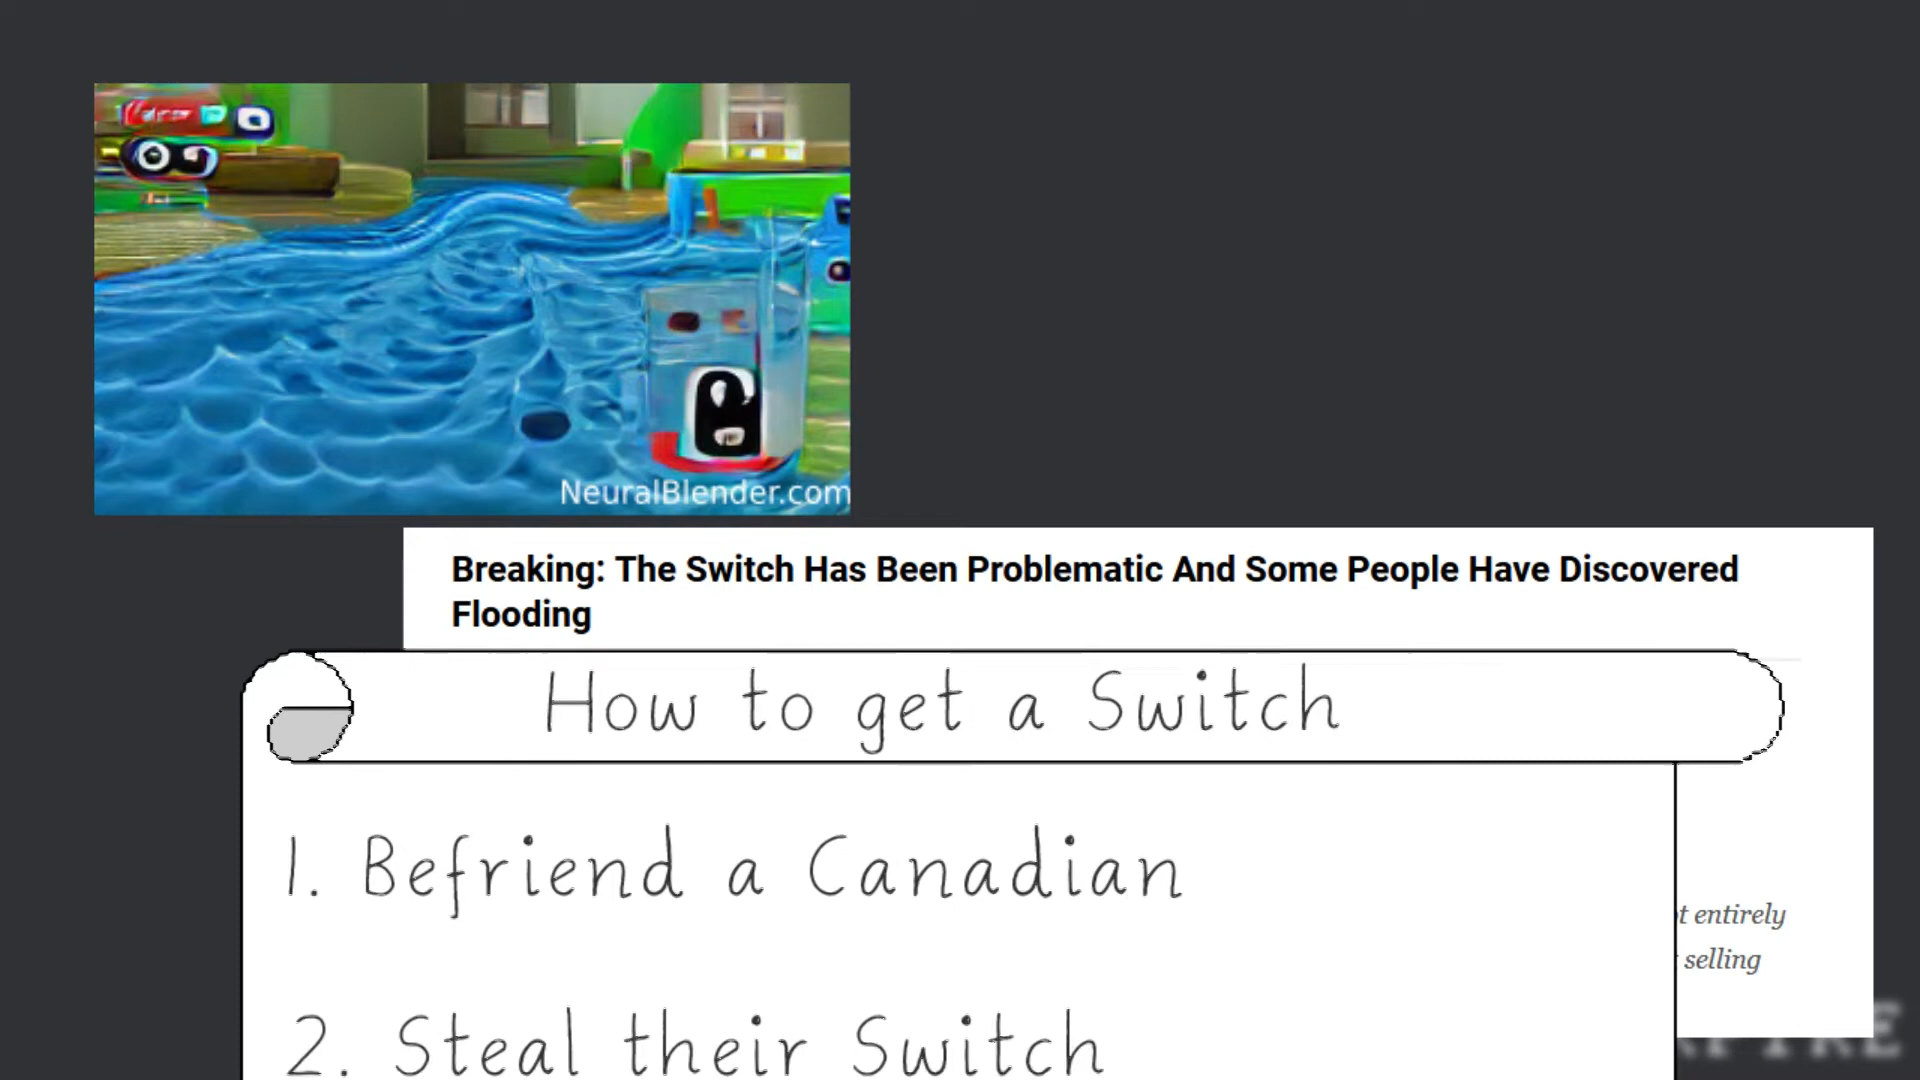 NeuralBlender.com
Breaking: The Switch Has Been Problematic And Some People Have Discovered
Flooding
How to get a Switch
1. Befriend a Canadian
entirely
selling
2. Steal their Switch